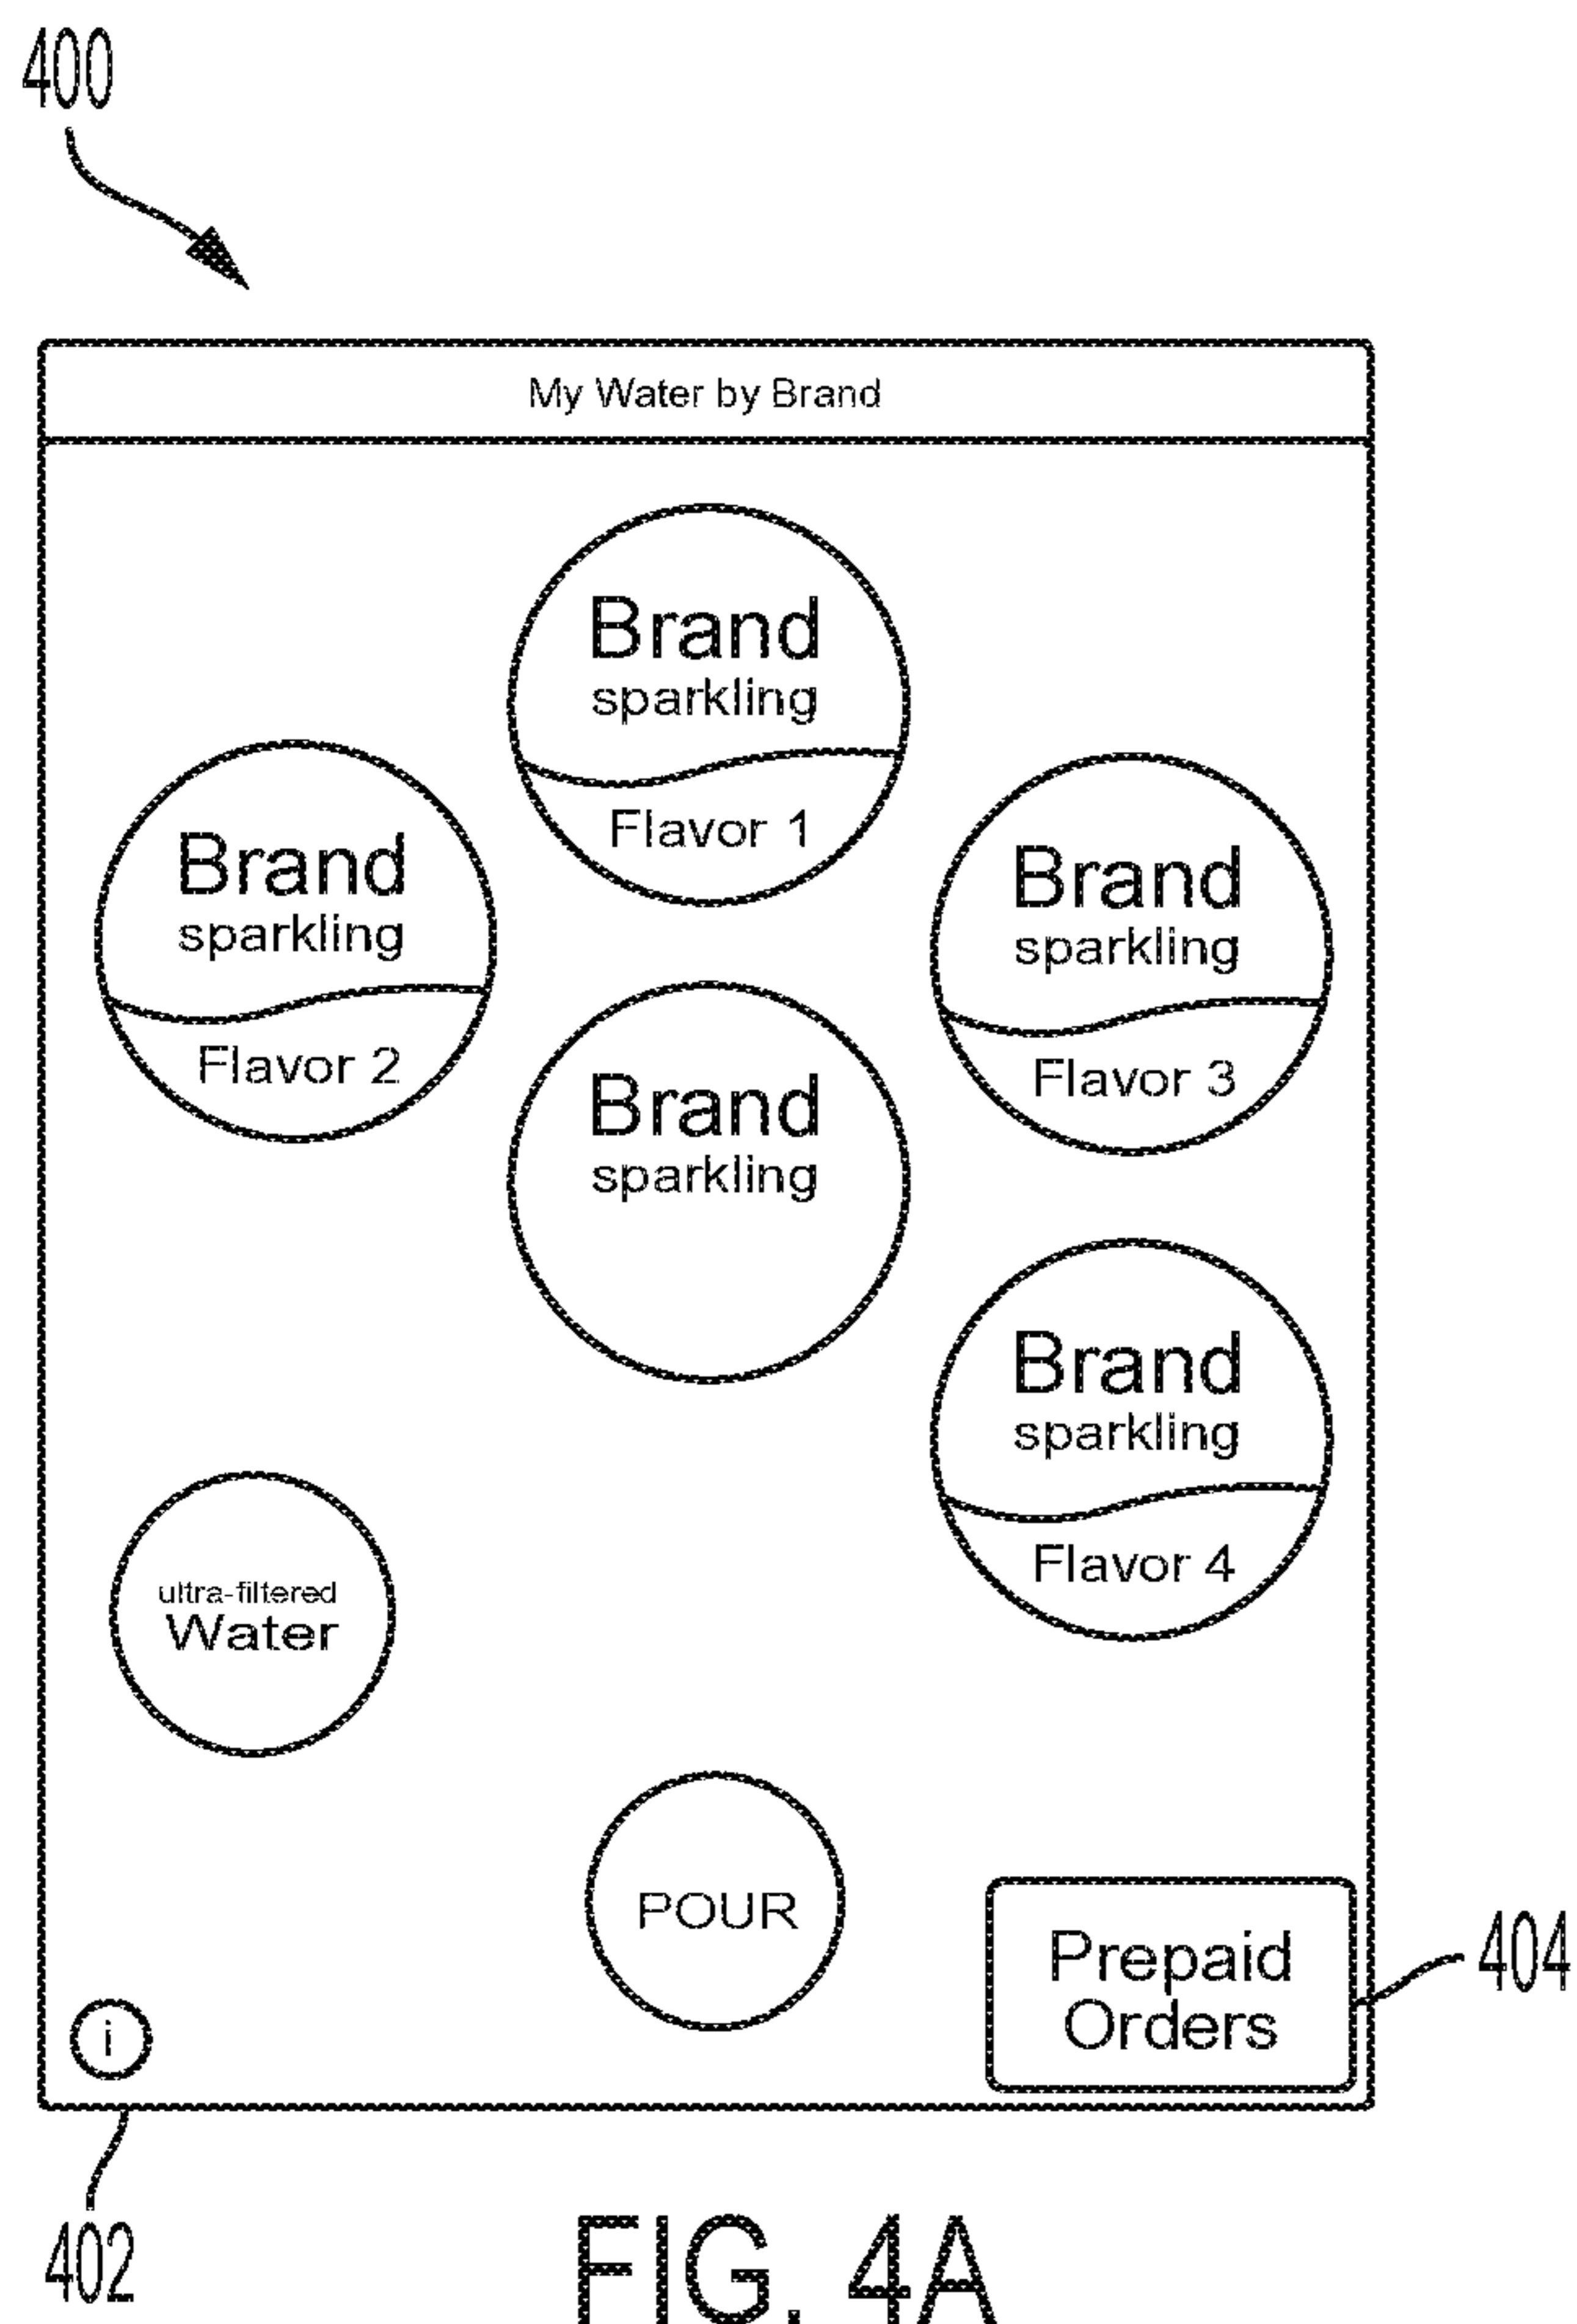 400
My Water by Brand
Brand
sparkling
Flavor 1
Brand
sparkling
Flavor 2
Brand
sparkling
Flavor 3
Brand
sparkling
Brand
sparkling
Flavor 4
ultra-filtered
Water
POUR
Prepaid
Orders
404
i
402
FIG. 4A